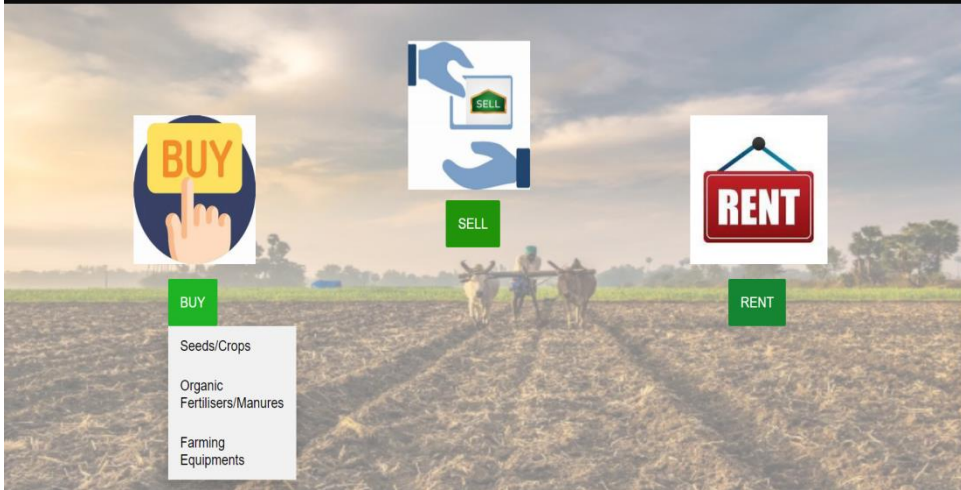 SELL
BUY
RENT
SELL
BUY
RENT
Seeds/Crops
Organic
Fertilisers/Manures
Farming
Equipments